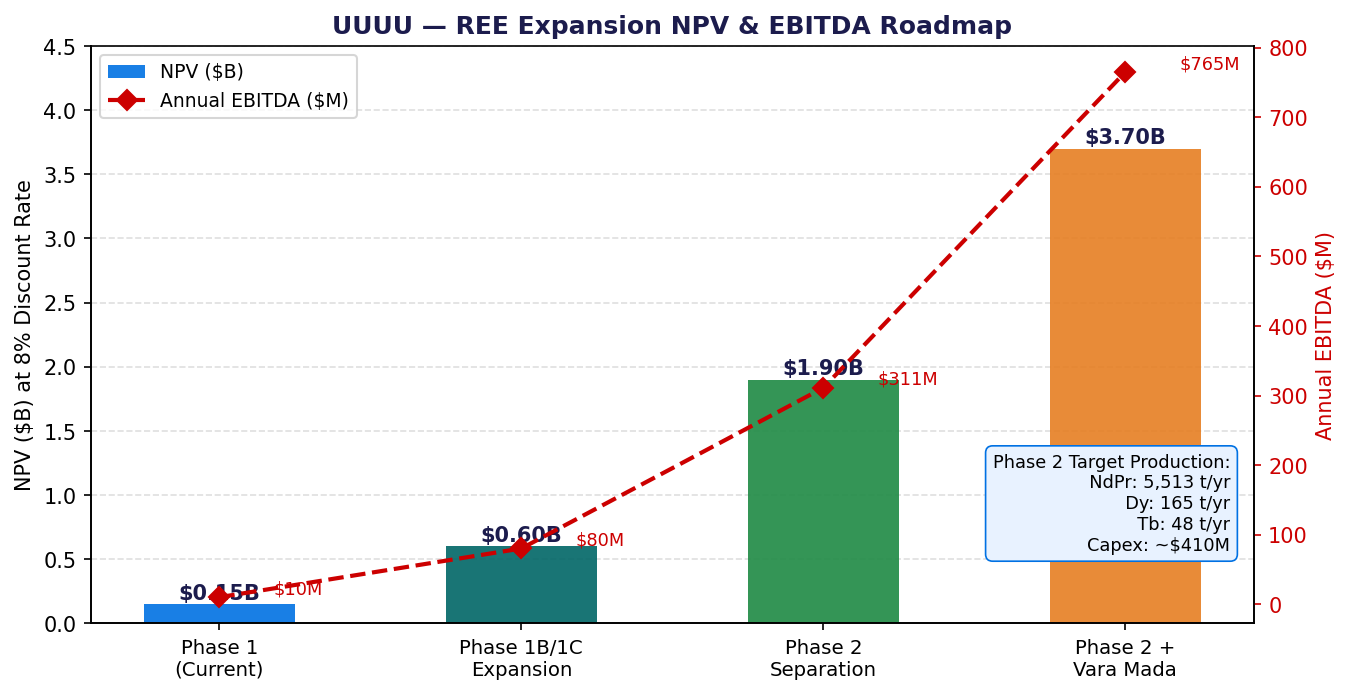 UUUU — REE Expansion NPV & EBITDA Roadmap
NPV ($B)
Annual EBITDA ($M)
NPV ($B) at 8% Discount Rate
4.5
4.0
3.5
3.0
2.5
2.0
1.5
1.0
0.5
0.0
$0.15B
$10M
$0.60B
$80M
$1.90B
$311M
$3.70B
$765M
Phase 2 Target Production:
NdPr: 5,513 t/yr
Dy: 165 t/yr
Tb: 48 t/yr
Capex: ~$410M
800
700
600
500
400
300
200
100
0
Annual EBITDA ($M)
Phase 1
(Current)
Phase 1B/1C
Expansion
Phase 2
Separation
Phase 2 +
Vara Mada